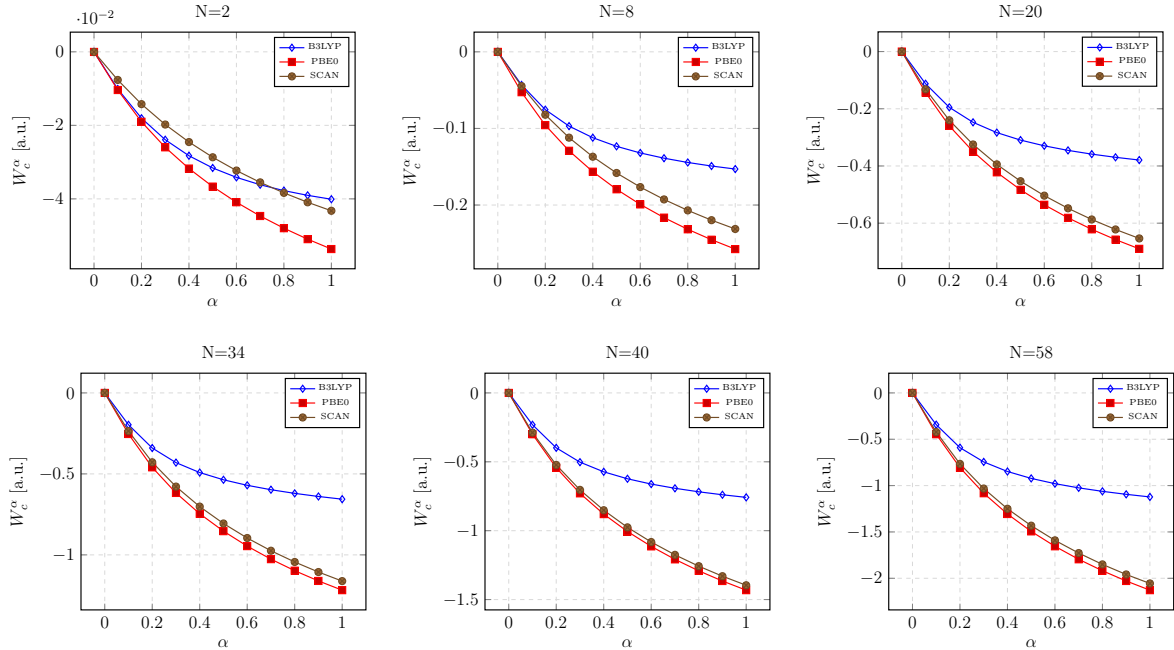 N=2
·10⁻²
0
−2
−4
W_c^α [a.u.]
0 0.2 0.4 0.6 0.8 1
α
B3LYP
PBE0
SCAN
N=8
0
−0.1
−0.2
W_c^α [a.u.]
0 0.2 0.4 0.6 0.8 1
α
B3LYP
PBE0
SCAN
N=20
0
−0.2
−0.4
−0.6
W_c^α [a.u.]
0 0.2 0.4 0.6 0.8 1
α
B3LYP
PBE0
SCAN
N=34
0
−0.5
−1
W_c^α [a.u.]
0 0.2 0.4 0.6 0.8 1
α
B3LYP
PBE0
SCAN
N=40
0
−0.5
−1
−1.5
W_c^α [a.u.]
0 0.2 0.4 0.6 0.8 1
α
B3LYP
PBE0
SCAN
N=58
0
−0.5
−1
−1.5
−2
W_c^α [a.u.]
0 0.2 0.4 0.6 0.8 1
α
B3LYP
PBE0
SCAN